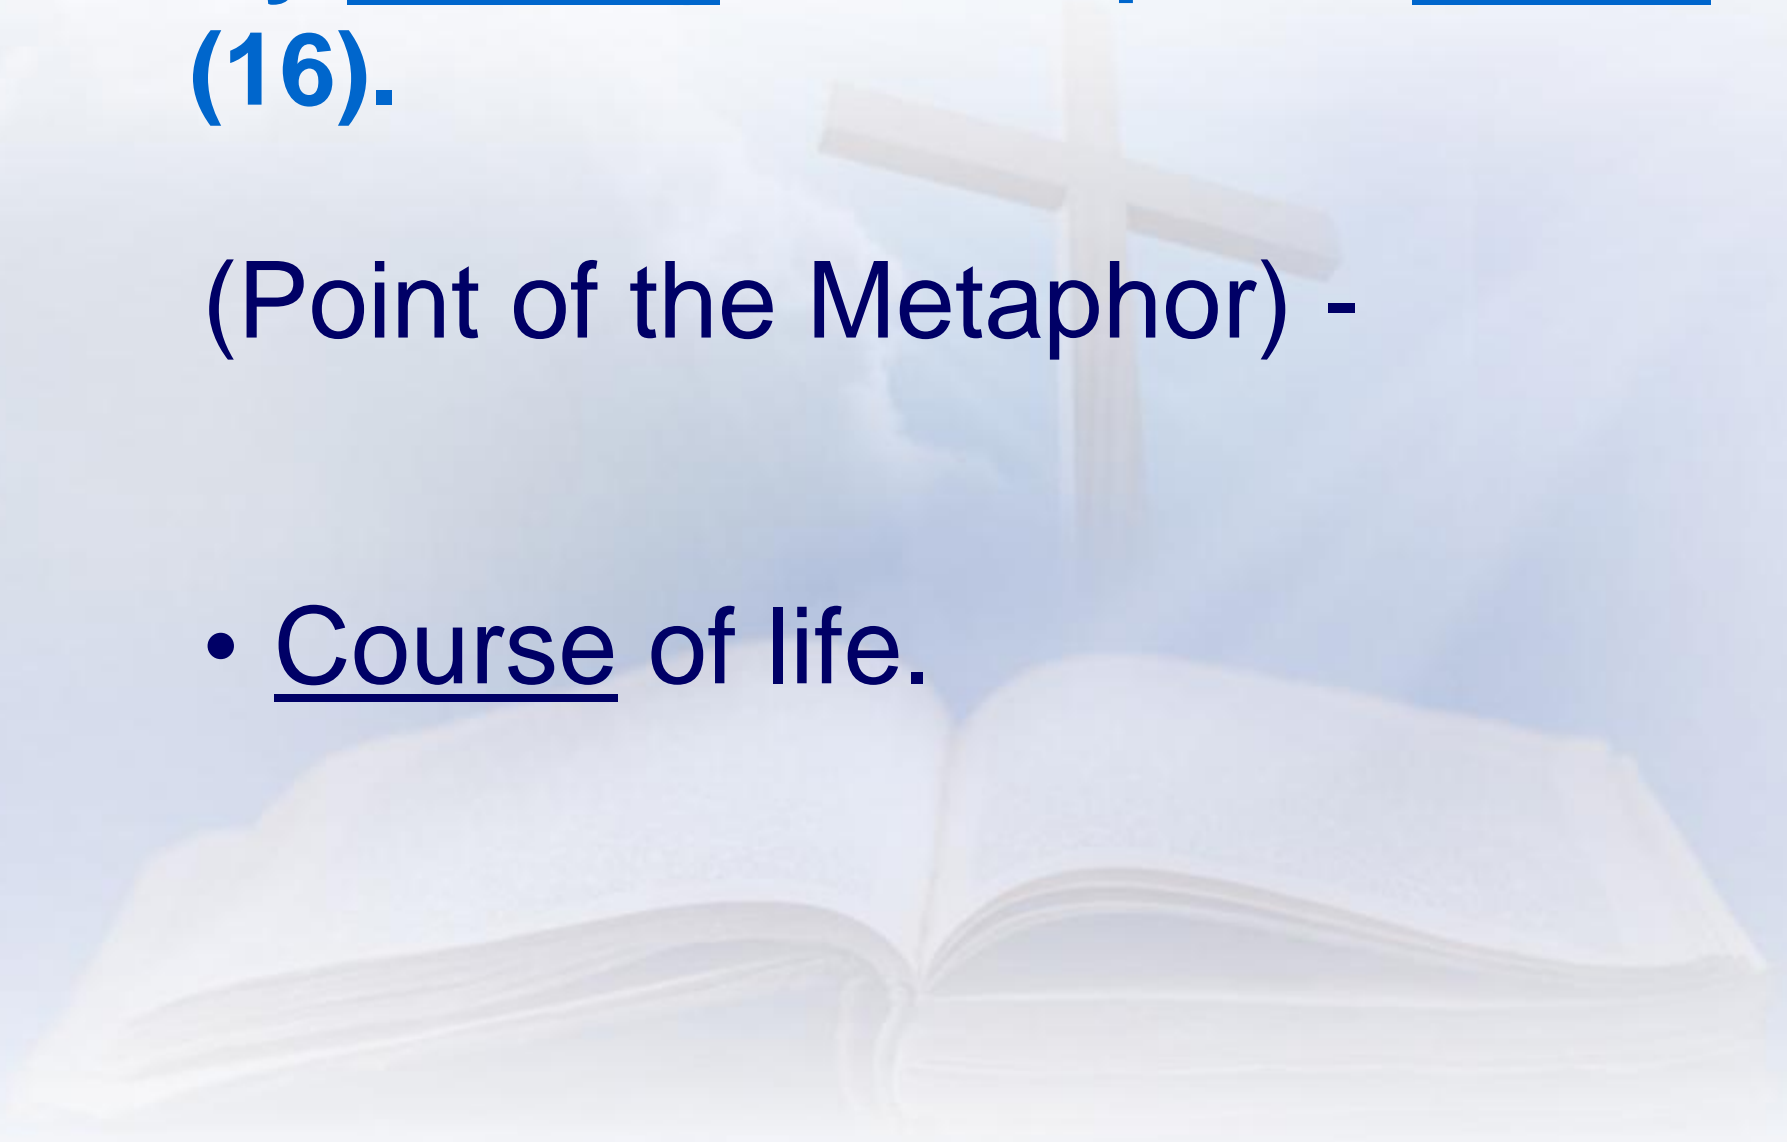 (16).
(Point of the Metaphor) -
• Course of life.